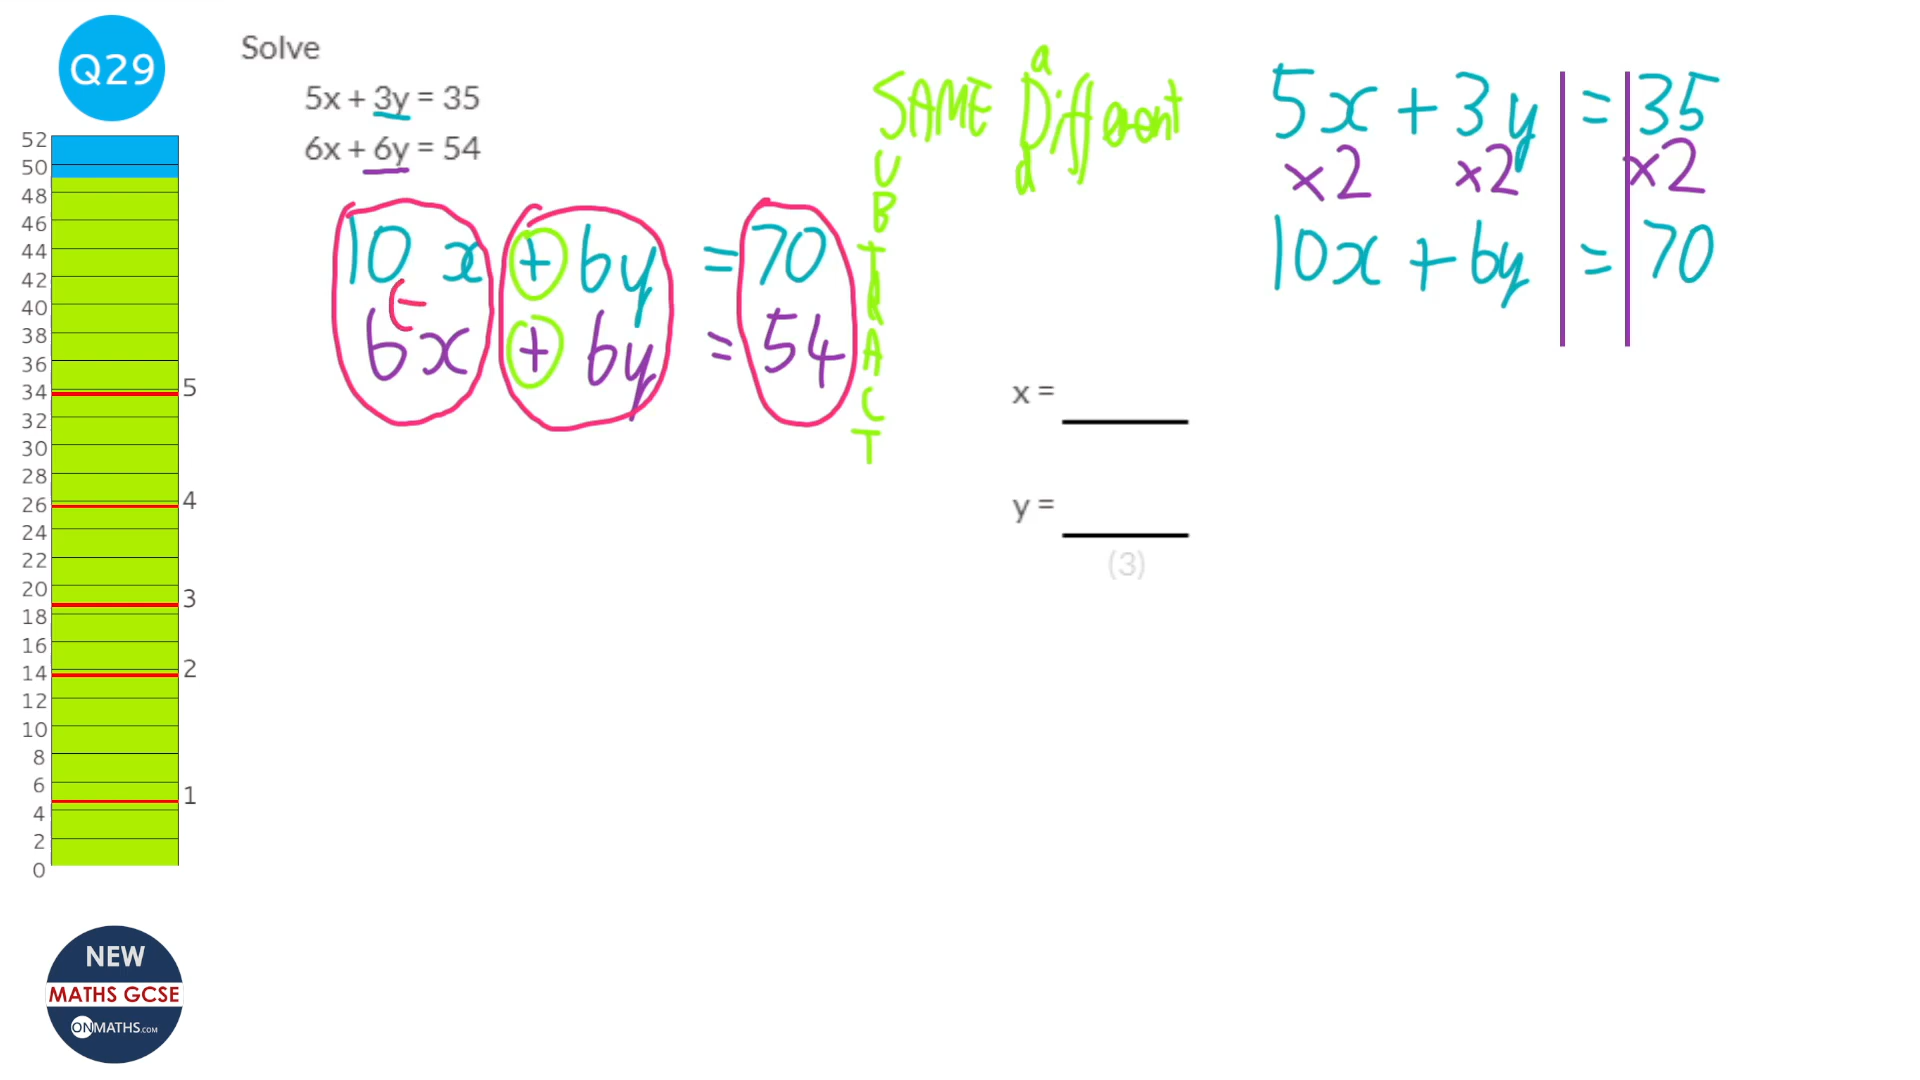 Q29
Solve
5x + 3y = 35
6x + 6y = 54
10x + 6y = 70
6x + 6y = 54
SAME
SUBTRACT
Different
add
5x + 3y = 35
×2 ×2 ×2
10x + 6y = 70
x =
y =
(3)
52
50
48
46
44
42
40
38
36
34
32
30
28
26
24
22
20
18
16
14
12
10
8
6
4
2
0
5
4
3
2
1
NEW
MATHS GCSE
ONMATHS.COM